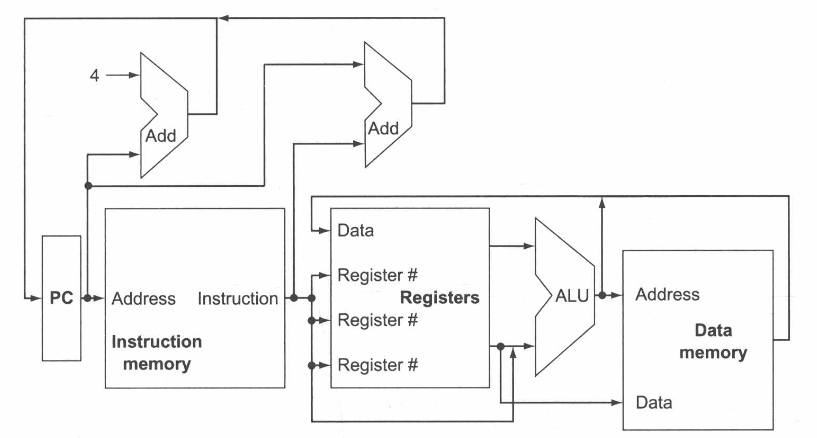 4
Add
Add
Data
PC
Address
Instruction
Register #
Registers
Register #
Register #
Instruction
memory
ALU
Address
Data
memory
Data